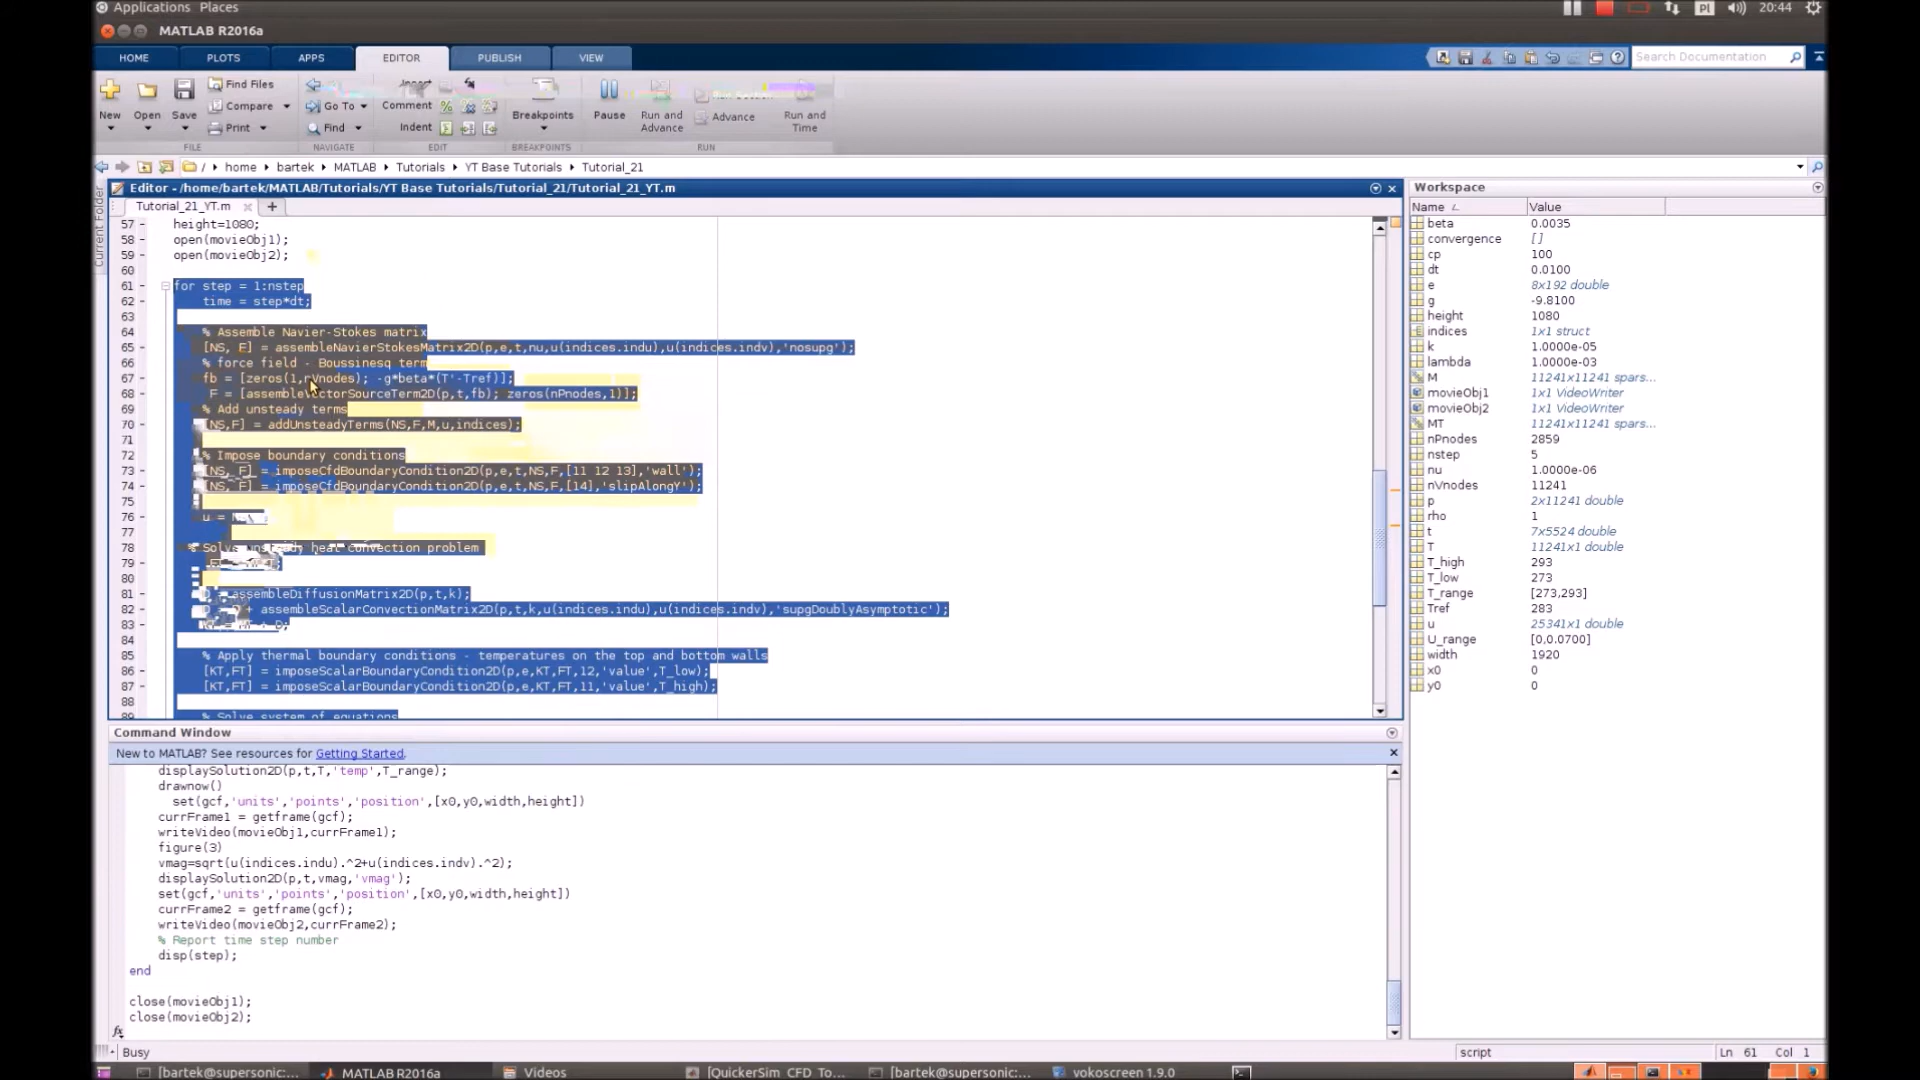 Applications Places
Pl 20:44
MATLAB R2016a
HOME PLOTS APPS EDITOR PUBLISH VIEW
Search Documentation
New Open Save Find Files Compare Print
Go To Find
Insert
Comment
Indent
Breakpoints
Pause
Run and Advance
Run Section
Advance
Run and Time
FILE NAVIGATE EDIT BREAKPOINTS RUN
/ home bartek MATLAB Tutorials YT Base Tutorials Tutorial_21
Current Folder
Editor - /home/bartek/MATLAB/Tutorials/YT Base Tutorials/Tutorial_21/Tutorial_21_YT.m
Tutorial_21_YT.m
57 height=1080;
58 open(movieObj1);
59 open(movieObj2);
60
61 for step = 1:nstep
62 time = step*dt;
63
64 % Assemble Navier-Stokes matrix
65 [NS, F] = assembleNavierStokesMatrix2D(p,e,t,nu,u(indices.indu),u(indices.indv),'nosupg');
66 % force field - Boussinesq term
67 fb = [zeros(1,nVnodes); -g*beta*(T'-Tref)];
68 F = [assembleVectorSourceTerm2D(p,t,fb); zeros(nPnodes,1)];
69 % Add unsteady terms
70 [NS,F] = addUnsteadyTerms(NS,F,M,u,indices);
71
72 % Impose boundary conditions
73 [NS, F] = imposeCfdBoundaryCondition2D(p,e,t,NS,F,[11 12 13],'wall');
74 [NS, F] = imposeCfdBoundaryCondition2D(p,e,t,NS,F,[14],'slipAlongY');
75
76 u =
77
78 % Solve unsteady heat convection problem
79
80
81 D = assembleDiffusionMatrix2D(p,t,k);
82 + assembleScalarConvectionMatrix2D(p,t,k,u(indices.indu),u(indices.indv),'supgDoublyAsymptotic');
83 + D;
84
85 % Apply thermal boundary conditions - temperatures on the top and bottom walls
86 [KT,FT] = imposeScalarBoundaryCondition2D(p,e,KT,FT,12,'value',T_low);
87 [KT,FT] = imposeScalarBoundaryCondition2D(p,e,KT,FT,11,'value',T_high);
88
89 % Solve system of equations
Workspace
Name Value
beta 0.0035
convergence []
cp 100
dt 0.0100
e 8x192 double
g -9.8100
height 1080
indices 1x1 struct
k 1.0000e-05
lambda 1.0000e-03
M 11241x11241 spars...
movieObj1 1x1 VideoWriter
movieObj2 1x1 VideoWriter
MT 11241x11241 spars...
nPnodes 2859
nstep 5
nu 1.0000e-06
nVnodes 11241
p 2x11241 double
rho 1
t 7x5524 double
T 11241x1 double
T_high 293
T_low 273
T_range [273,293]
Tref 283
u 25341x1 double
U_range [0,0.0700]
width 1920
x0 0
y0 0
Command Window
New to MATLAB? See resources for Getting Started.
displaySolution2D(p,t,T,'temp',T_range);
drawnow()
set(gcf,'units','points','position',[x0,y0,width,height])
currFrame1 = getframe(gcf);
writeVideo(movieObj1,currFrame1);
figure(3)
vmag=sqrt(u(indices.indu).^2+u(indices.indv).^2);
displaySolution2D(p,t,vmag,'vmag');
set(gcf,'units','points','position',[x0,y0,width,height])
currFrame2 = getframe(gcf);
writeVideo(movieObj2,currFrame2);
% Report time step number
disp(step);
end
close(movieObj1);
close(movieObj2);
fx
Busy
script Ln 61 Col 1
[bartek@supersonic:... MATLAB R2016a Videos [QuickerSim_CFD_To... [bartek@supersonic:... vokoscreen 1.9.0